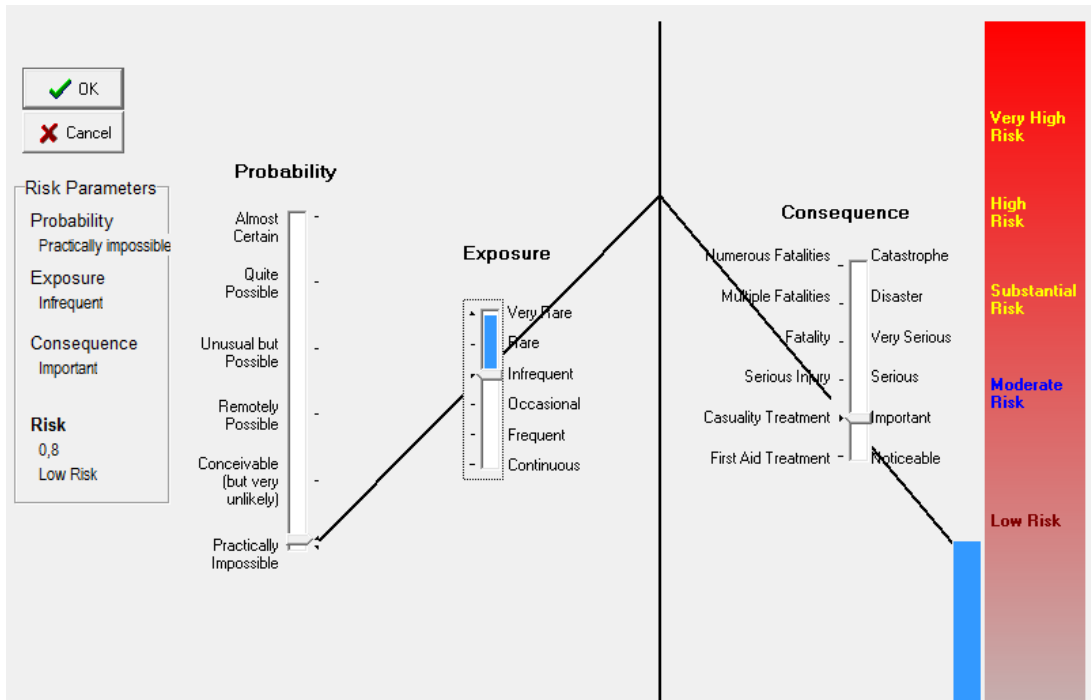 OK
Cancel
Risk Parameters
Probability
Practically impossible
Exposure
Infrequent
Consequence
Important
Risk
0,8
Low Risk
Probability
Almost
Certain
Quite
Possible
Unusual but
Possible
Remotely
Possible
Conceivable
(but very
unlikely)
Practically
Impossible
Exposure
Very Rare
Rare
Infrequent
Occasional
Frequent
Continuous
Consequence
Numerous Fatalities
Catastrophe
Multiple Fatalities
Disaster
Fatality
Very Serious
Serious Injury
Serious
Casuality Treatment
Important
First Aid Treatment
Noticeable
Very High
Risk
High
Risk
Substantial
Risk
Moderate
Risk
Low Risk